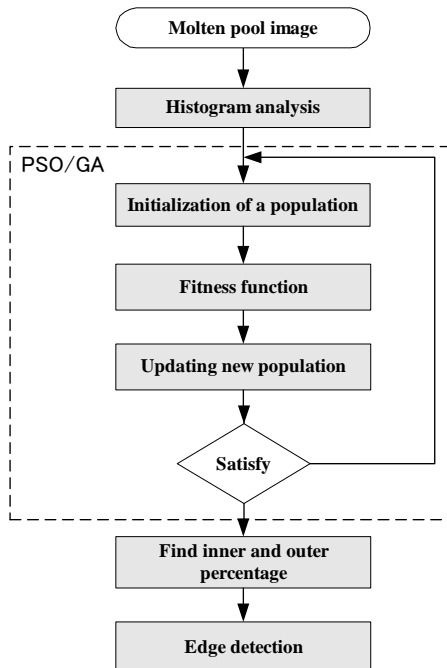 Molten pool image
Histogram analysis
PSO/GA
Initialization of a population
Fitness function
Updating new population
Satisfy
Find inner and outer
percentage
Edge detection